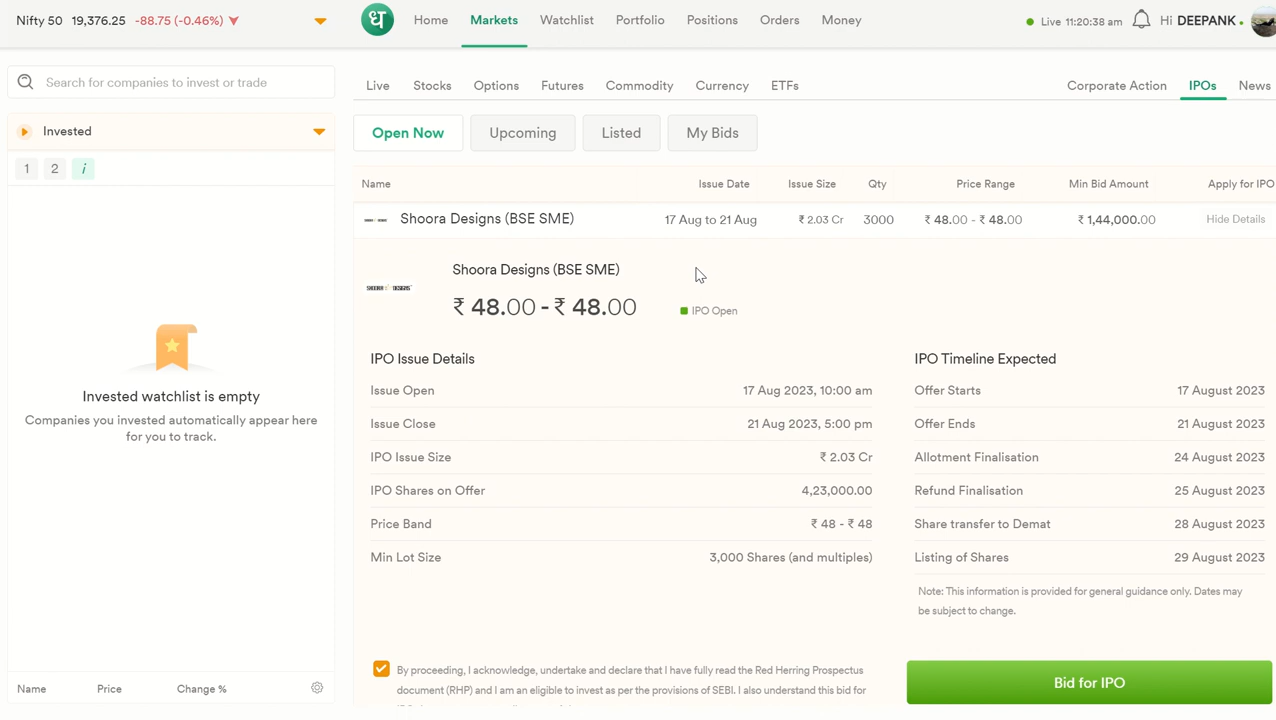 Nifty 50 19,376.25 -88.75 (-0.46%)
ध
Home Markets Watchlist Portfolio Positions Orders Money
Live 11:20:38 am Hi DEEPANK
Search for companies to invest or trade
Invested
1 2 i
Invested watchlist is empty
Companies you invested automatically appear here
for you to track.
Name Price Change %
Live Stocks Options Futures Commodity Currency ETFs Corporate Action IPOs News
Open Now Upcoming Listed My Bids
Name Issue Date Issue Size Qty Price Range Min Bid Amount Apply for IPO
Shoora Designs (BSE SME) 17 Aug to 21 Aug ₹ 2.03 Cr 3000 ₹ 48.00 - ₹ 48.00 ₹ 1,44,000.00 Hide Details
Shoora Designs (BSE SME)
SHOORA DESIGNS
₹ 48.00 - ₹ 48.00 IPO Open
IPO Issue Details
Issue Open 17 Aug 2023, 10:00 am
Issue Close 21 Aug 2023, 5:00 pm
IPO Issue Size ₹ 2.03 Cr
IPO Shares on Offer 4,23,000.00
Price Band ₹ 48 - ₹ 48
Min Lot Size 3,000 Shares (and multiples)
IPO Timeline Expected
Offer Starts 17 August 2023
Offer Ends 21 August 2023
Allotment Finalisation 24 August 2023
Refund Finalisation 25 August 2023
Share transfer to Demat 28 August 2023
Listing of Shares 29 August 2023
Note: This information is provided for general guidance only. Dates may
be subject to change.
By proceeding, I acknowledge, undertake and declare that I have fully read the Red Herring Prospectus
document (RHP) and I am an eligible to invest as per the provisions of SEBI. I also understand this bid for
Bid for IPO